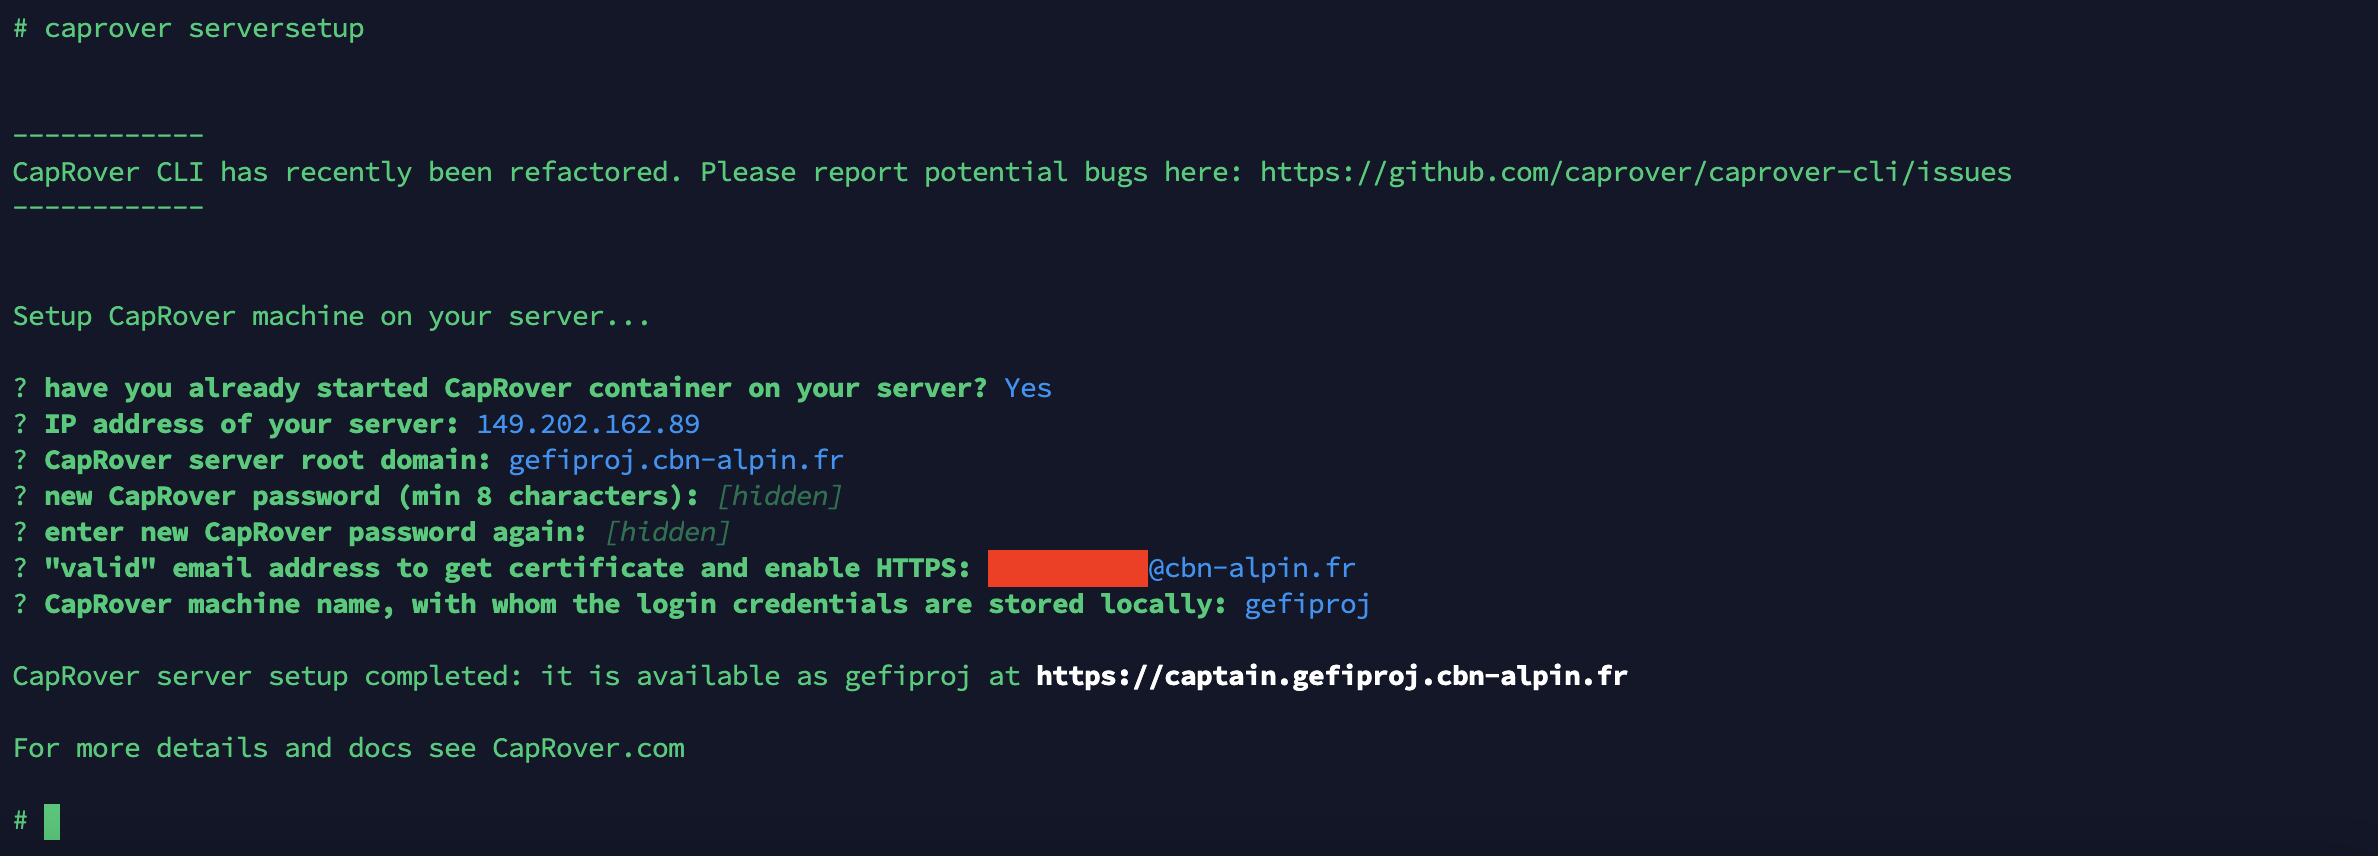 # caprover serversetup
------------
CapRover CLI has recently been refactored. Please report potential bugs here: https://github.com/caprover/caprover-cli/issues
------------
Setup CapRover machine on your server...
? have you already started CapRover container on your server? Yes
? IP address of your server: 149.202.162.89
? CapRover server root domain: gefiproj.cbn-alpin.fr
? new CapRover password (min 8 characters): [hidden]
? enter new CapRover password again: [hidden]
? "valid" email address to get certificate and enable HTTPS: @cbn-alpin.fr
? CapRover machine name, with whom the login credentials are stored locally: gefiproj
CapRover server setup completed: it is available as gefiproj at https://captain.gefiproj.cbn-alpin.fr
For more details and docs see CapRover.com
#